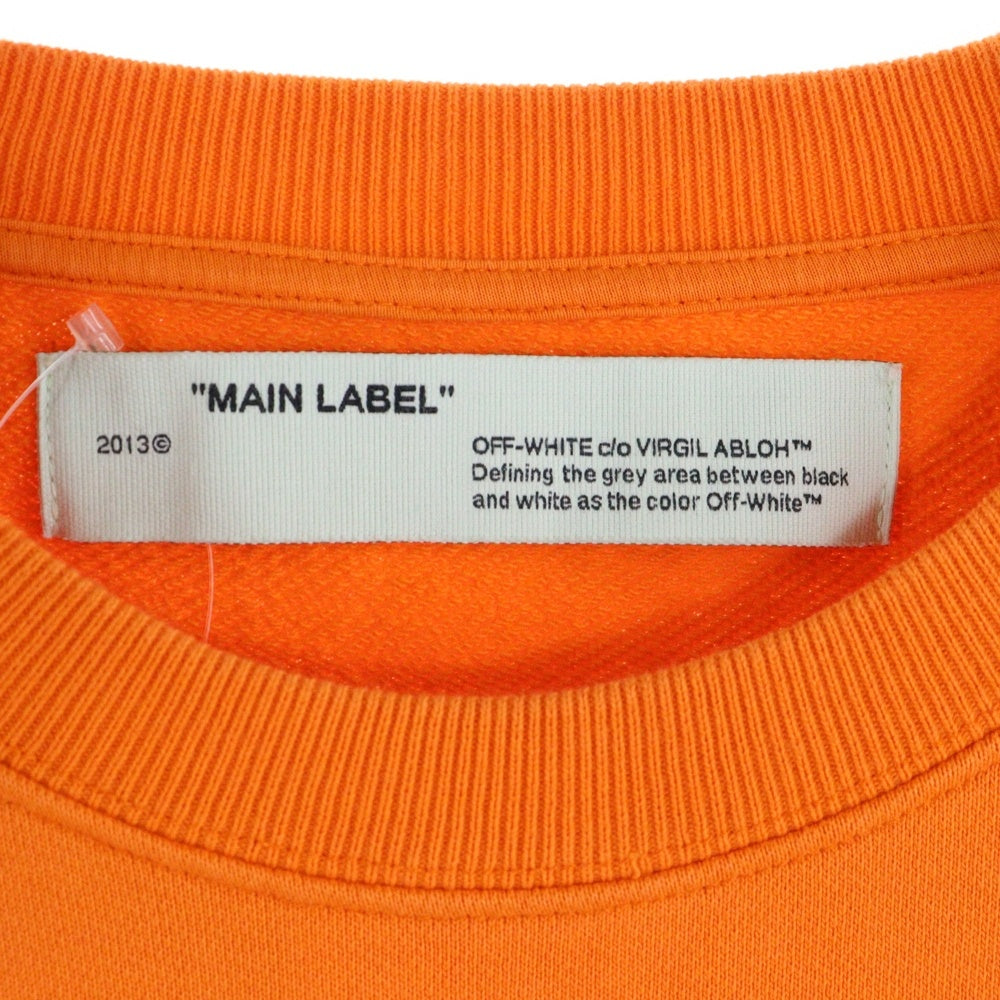 "MAIN LABEL"
2013©
OFF-WHITE c/o VIRGIL ABLOH™
Defining the grey area between black
and white as the color Off-White™